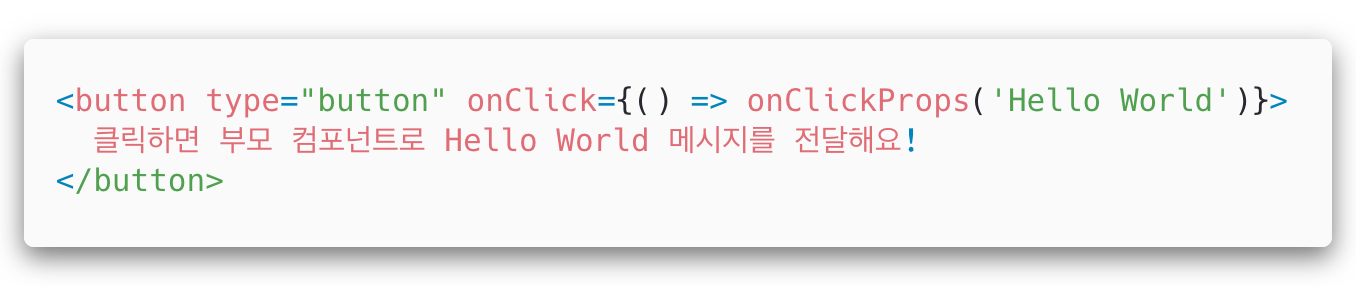 <button type="button" onClick={() => onClickProps('Hello World')}>
클릭하면 부모 컴포넌트로 Hello World 메시지를 전달해요!
</button>